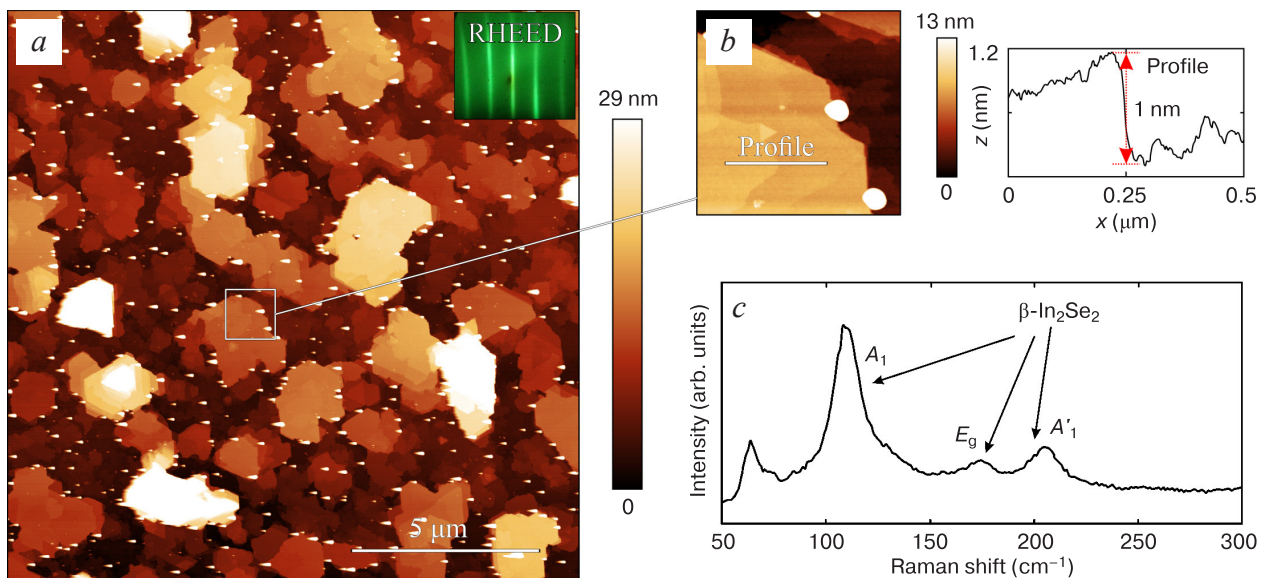 a
RHEED
29 nm
0
5 μm
b
Profile
13 nm
0
1.2
z (nm)
Profile
1 nm
0
0.25
0.5
x (μm)
c
β-In₂Se₂
A₁
E_g
A'₁
Intensity (arb. units)
50
100
150
200
250
300
Raman shift (cm⁻¹)